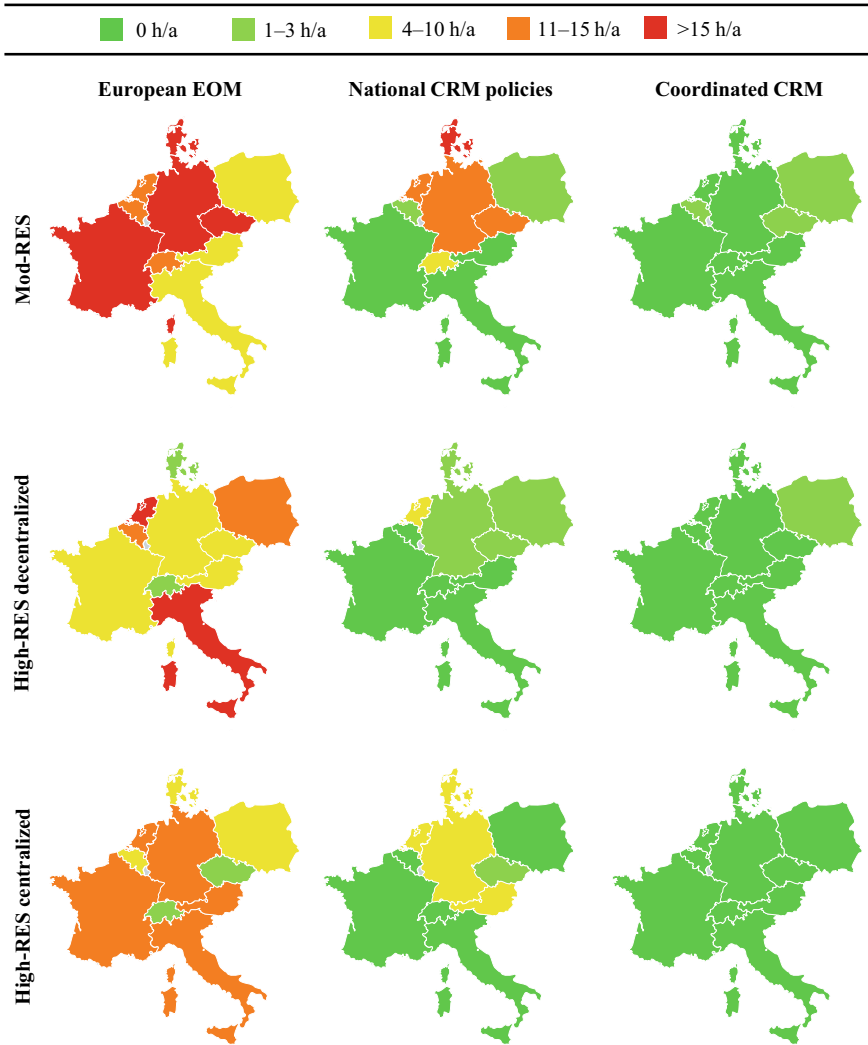 0 h/a 1–3 h/a 4–10 h/a 11–15 h/a >15 h/a
European EOM National CRM policies Coordinated CRM
Mod-RES
High-RES decentralized
High-RES centralized